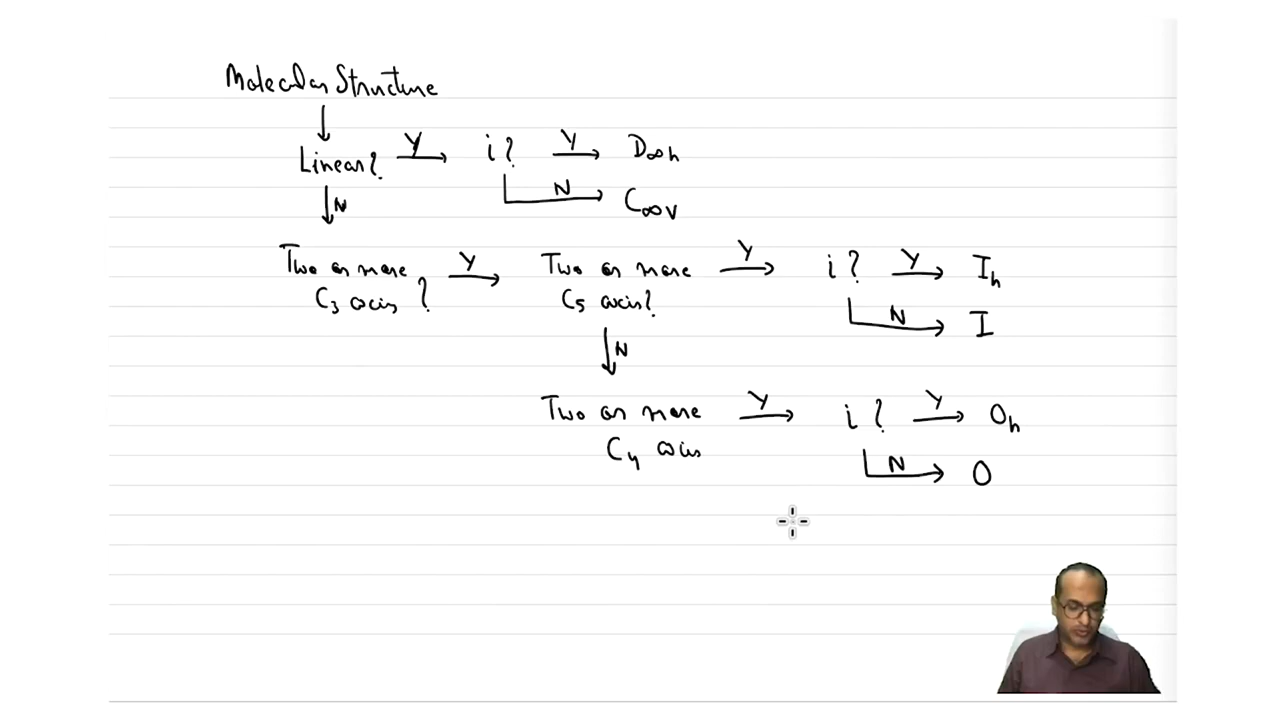 Molecular Structure
Linear? Y i? Y D∞h
N C∞v
N
Two or more Y Two or more Y i? Y Ih
C3 axis ? C5 axis? N I
N
Two or more Y i? Y Oh
C4 axis N O